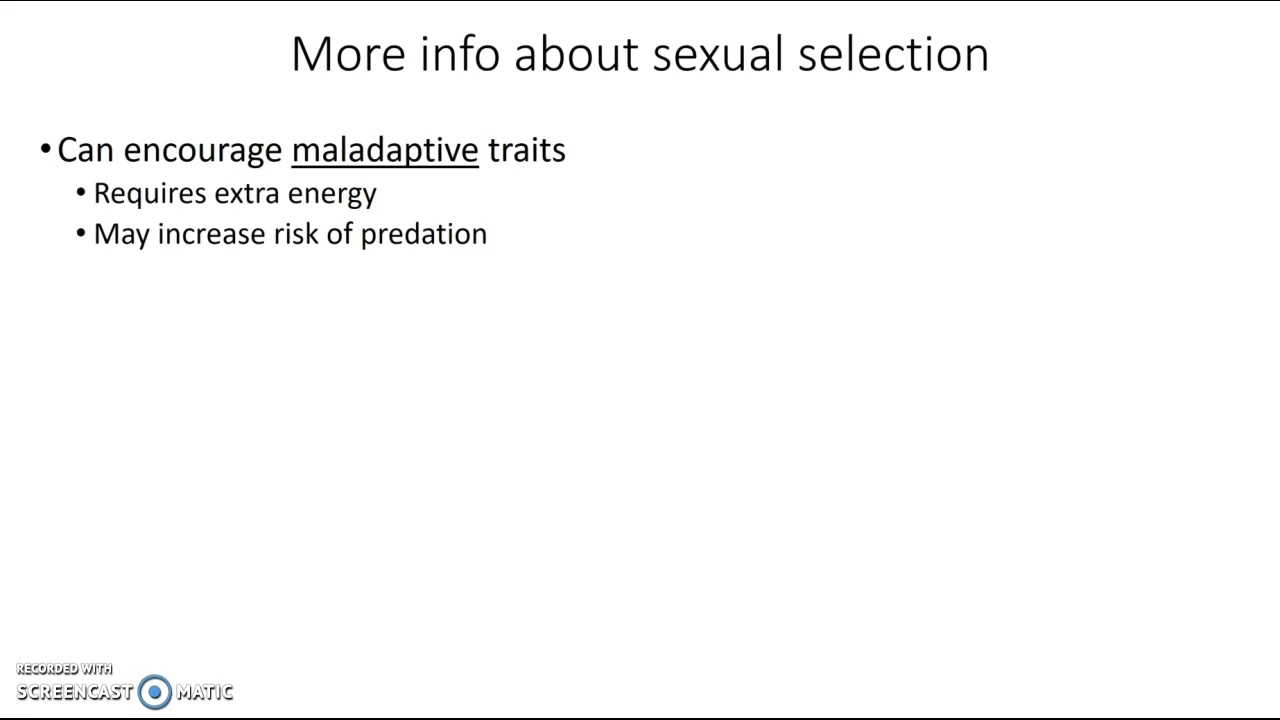 More info about sexual selection
• Can encourage maladaptive traits
• Requires extra energy
• May increase risk of predation
RECORDED WITH
SCREENCAST MATIC